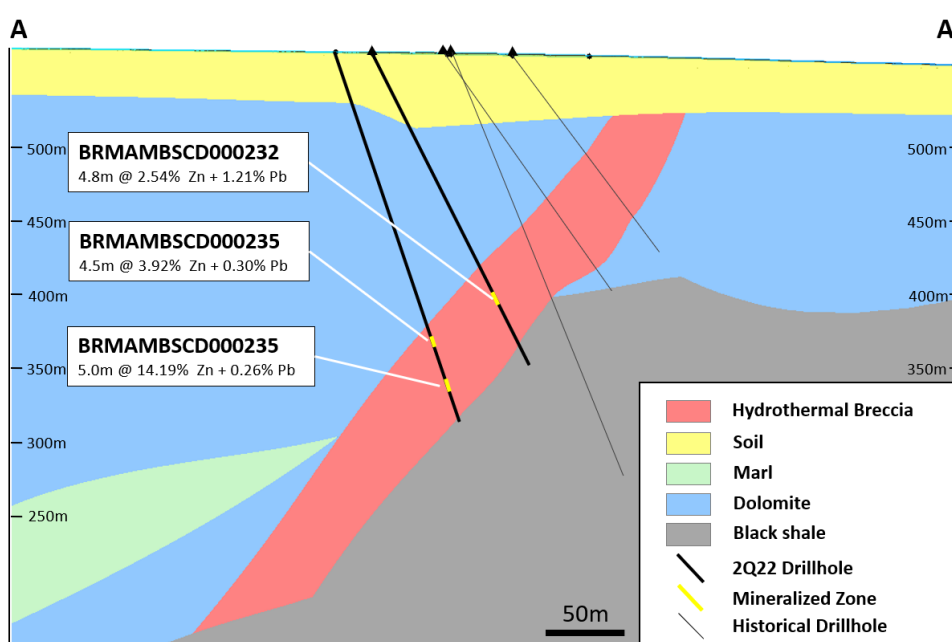 A
A
500m
450m
400m
350m
300m
250m
BRMAMBSCD000232
4.8m @ 2.54% Zn + 1.21% Pb
BRMAMBSCD000235
4.5m @ 3.92% Zn + 0.30% Pb
BRMAMBSCD000235
5.0m @ 14.19% Zn + 0.26% Pb
500m
450m
400m
350m
Hydrothermal Breccia
Soil
Marl
Dolomite
Black shale
2Q22 Drillhole
Mineralized Zone
Historical Drillhole
50m